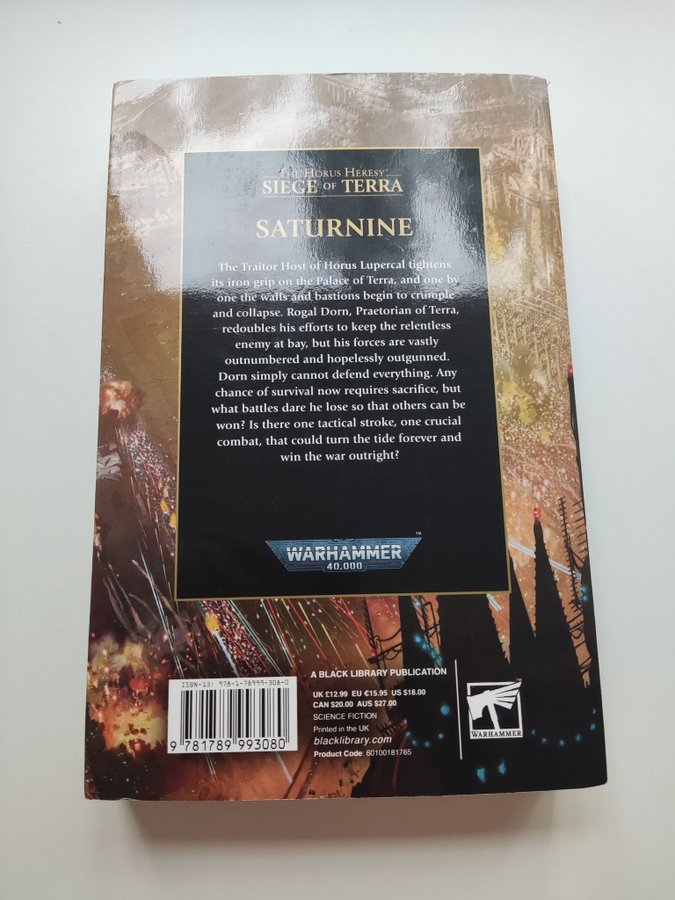 THE HORUS HERESY:
SIEGE OF TERRA
SATURNINE
The Traitor Host of Horus Lupercal tightens
its iron grip on the Palace of Terra, and one by
one the walls and bastions begin to crumple
and collapse. Rogal Dorn, Praetorian of Terra,
redoubles his efforts to keep the relentless
enemy at bay, but his forces are vastly
outnumbered and hopelessly outgunned.
Dorn simply cannot defend everything. Any
chance of survival now requires sacrifice, but
what battles dare he lose so that others can be
won? Is there one tactical stroke, one crucial
combat, that could turn the tide forever and
win the war outright?
WARHAMMER™
40,000
A BLACK LIBRARY PUBLICATION
UK £12.99 EU €15.95 US $18.00
CAN $20.00 AUS $27.00
SCIENCE FICTION
Printed in the UK
blacklibrary.com
Product Code: 60100181765
ISBN-13: 978-1-78999-308-0
9 781789 993080
WARHAMMER™